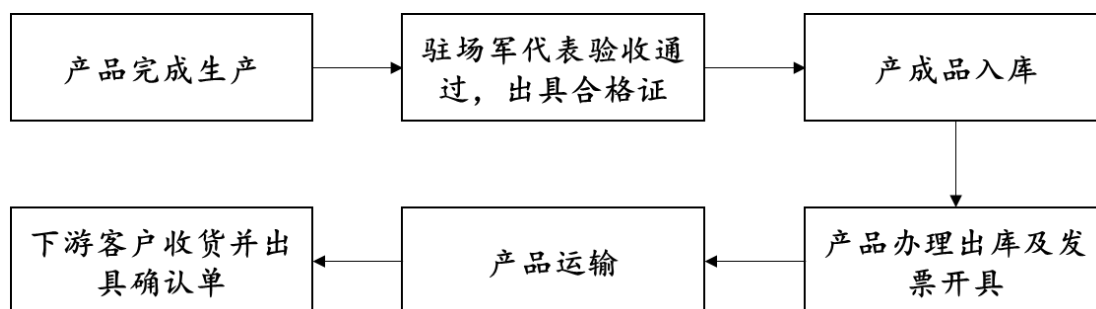 产品完成生产
驻场军代表验收通
过，出具合格证
产成品入库
产品办理出库及发
票开具
产品运输
下游客户收货并出
具确认单